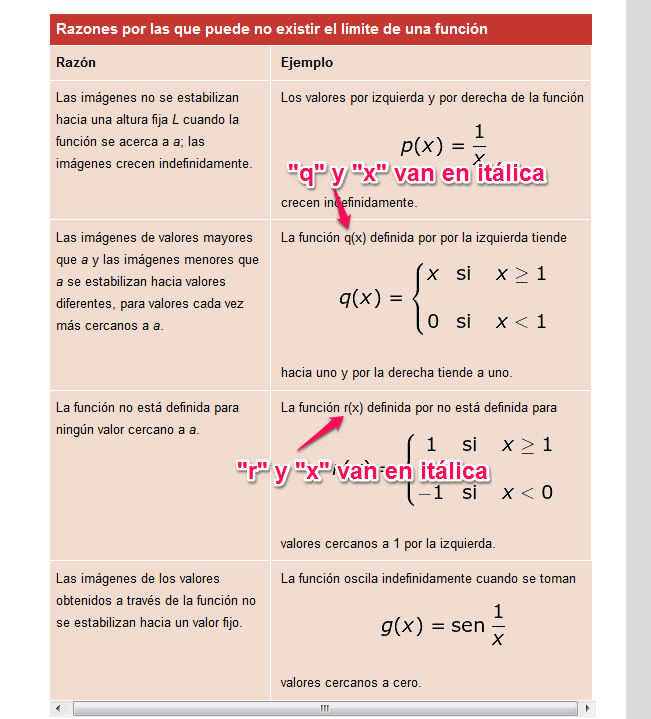 Razones por las que puede no existir el límite de una función
Razón
Ejemplo
Las imágenes no se estabilizan
hacia una altura fija L cuando la
función se acerca a a; las
imágenes crecen indefinidamente.
Los valores por izquierda y por derecha de la función
p(x) = 1/x
"q" y "x" van en itálica
crecen indefinidamente.
Las imágenes de valores mayores
que a y las imágenes menores que
a se estabilizan hacia valores
diferentes, para valores cada vez
más cercanos a a.
La función q(x) definida por por la izquierda tiende
q(x) = {
x si x ≥ 1
0 si x < 1
hacia uno y por la derecha tiende a uno.
La función no está definida para
ningún valor cercano a a.
La función r(x) definida por no está definida para
1 si x ≥ 1
"r" y "x" van en itálica
−1 si x < 0
valores cercanos a 1 por la izquierda.
Las imágenes de los valores
obtenidos a través de la función no
se estabilizan hacia un valor fijo.
La función oscila indefinidamente cuando se toman
g(x) = sen 1/x
valores cercanos a cero.